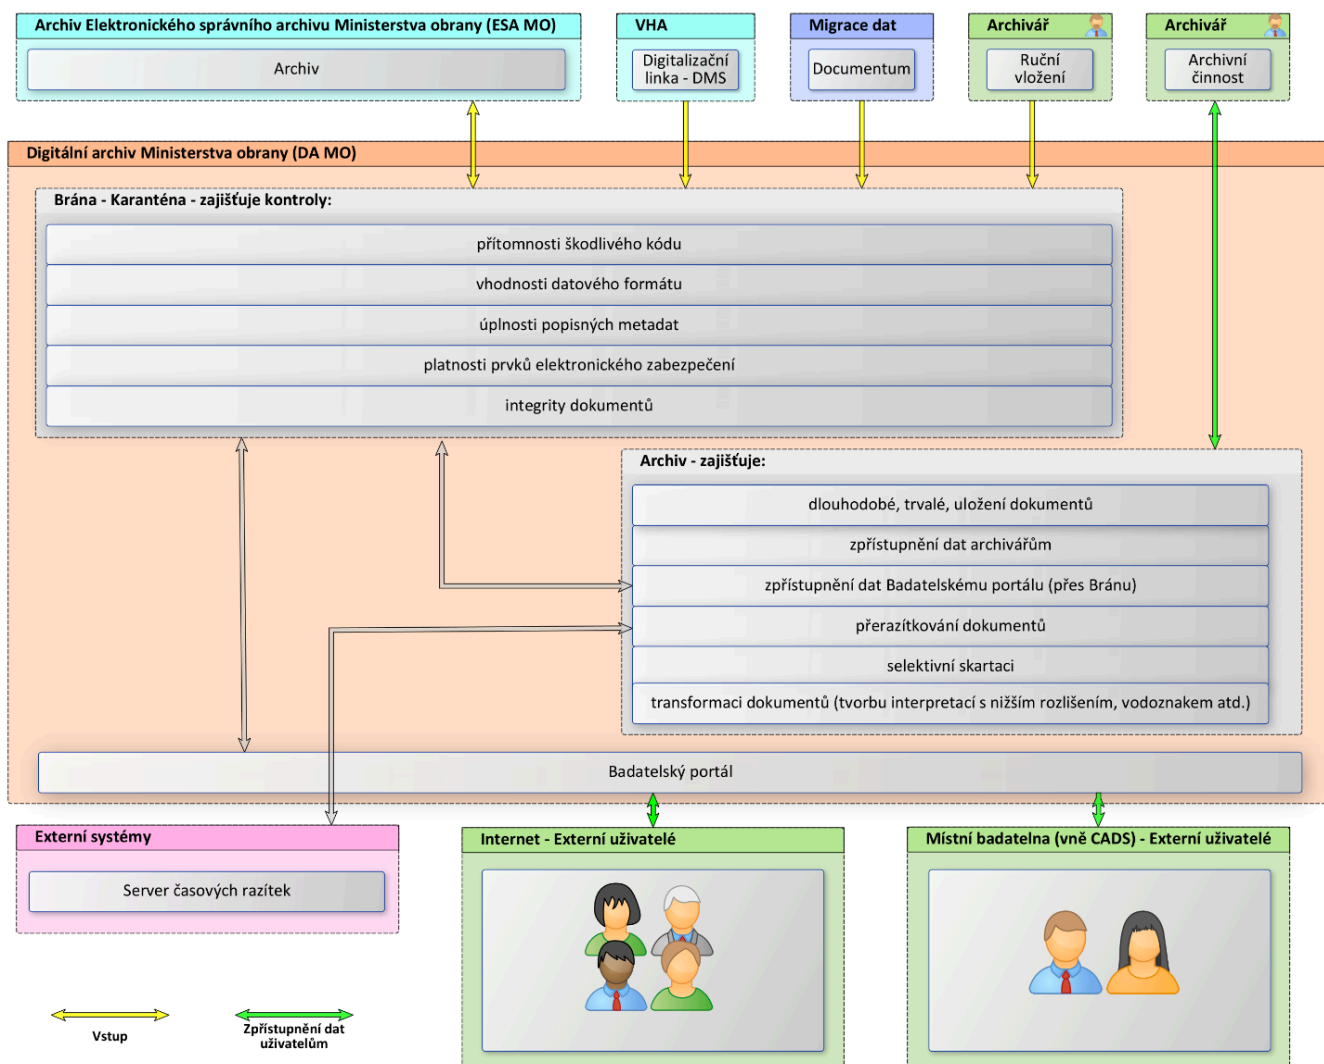 Archiv Elektronického správního archivu Ministerstva obrany (ESA MO)
Archiv
VHA
Digitalizační
linka - DMS
Migrace dat
Documentum
Archivář
Ruční
vložení
Archivář
Archivní
činnost
Digitální archiv Ministerstva obrany (DA MO)
Brána - Karanténa - zajišťuje kontroly:
přítomnosti škodlivého kódu
vhodnosti datového formátu
úplnosti popisných metadat
platnosti prvků elektronického zabezpečení
integrity dokumentů
Archiv - zajišťuje:
dlouhodobé, trvalé, uložení dokumentů
zpřístupnění dat archivářům
zpřístupnění dat Badatelskému portálu (přes Bránu)
přerazítkování dokumentů
selektivní skartaci
transformaci dokumentů (tvorbu interpretací s nižším rozlišením, vodoznakem atd.)
Badatelský portál
Externí systémy
Server časových razítek
Internet - Externí uživatelé
Místní badatelna (vně CADS) - Externí uživatelé
Vstup
Zpřístupnění dat
uživatelům